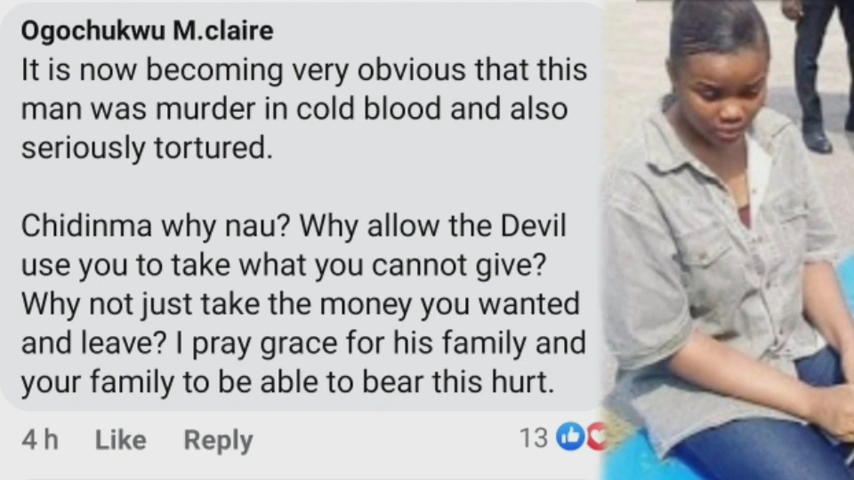 Ogochukwu M.claire
It is now becoming very obvious that this
man was murder in cold blood and also
seriously tortured.
Chidinma why nau? Why allow the Devil
use you to take what you cannot give?
Why not just take the money you wanted
and leave? I pray grace for his family and
your family to be able to bear this hurt.
4 h Like Reply 13